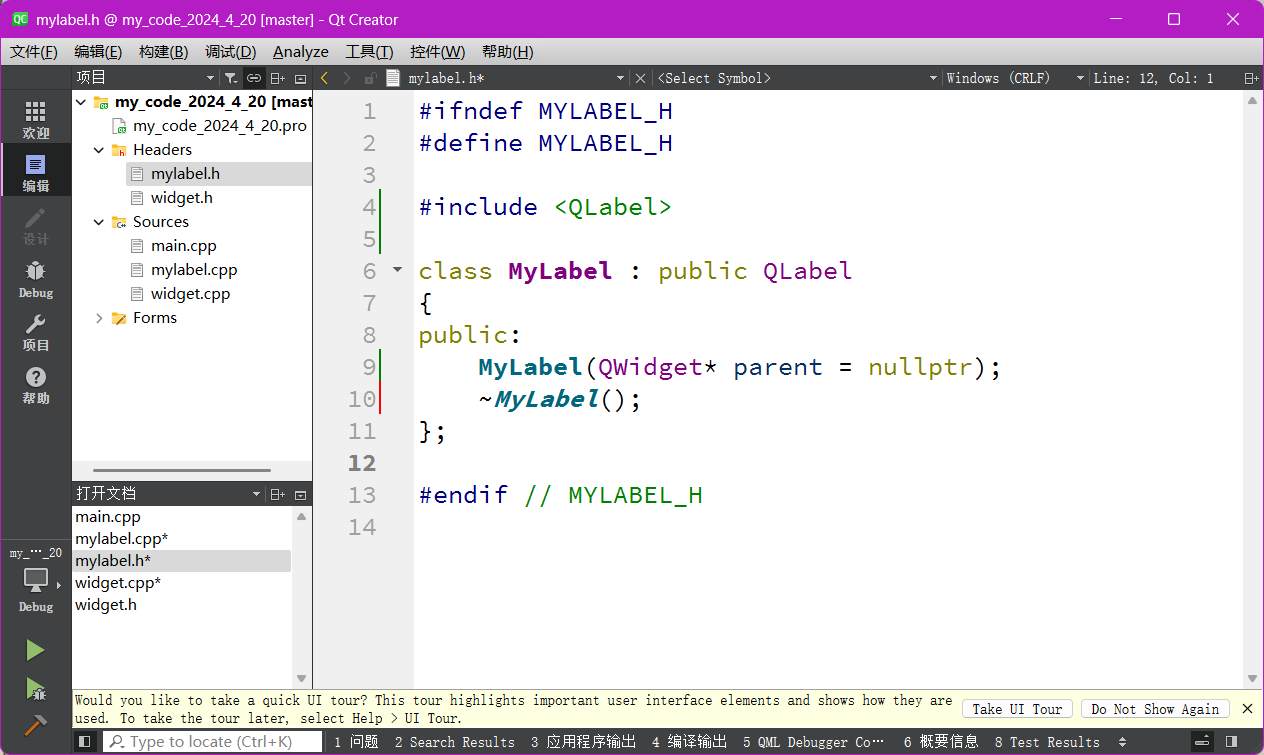 mylabel.h @ my_code_2024_4_20 [master] - Qt Creator
文件(F) 编辑(E) 构建(B) 调试(D) Analyze 工具(T) 控件(W) 帮助(H)
项目
mylabel.h* <Select Symbol> Windows (CRLF) Line: 12, Col: 1
欢迎
编辑
设计
Debug
项目
帮助
my_code_2024_4_20 [mast
my_code_2024_4_20.pro
Headers
mylabel.h
widget.h
Sources
main.cpp
mylabel.cpp
widget.cpp
Forms
打开文档
main.cpp
mylabel.cpp*
mylabel.h*
widget.cpp*
widget.h
my_···_20
Debug
1 #ifndef MYLABEL_H
2 #define MYLABEL_H
3
4 #include <QLabel>
5
6 class MyLabel : public QLabel
7 {
8 public:
9     MyLabel(QWidget* parent = nullptr);
10     ~MyLabel();
11 };
12
13 #endif // MYLABEL_H
14
Would you like to take a quick UI tour? This tour highlights important user interface elements and shows how they are
used. To take the tour later, select Help > UI Tour.
Take UI Tour Do Not Show Again
Type to locate (Ctrl+K) 1 问题 2 Search Results 3 应用程序输出 4 编译输出 5 QML Debugger Co··· 6 概要信息 8 Test Results